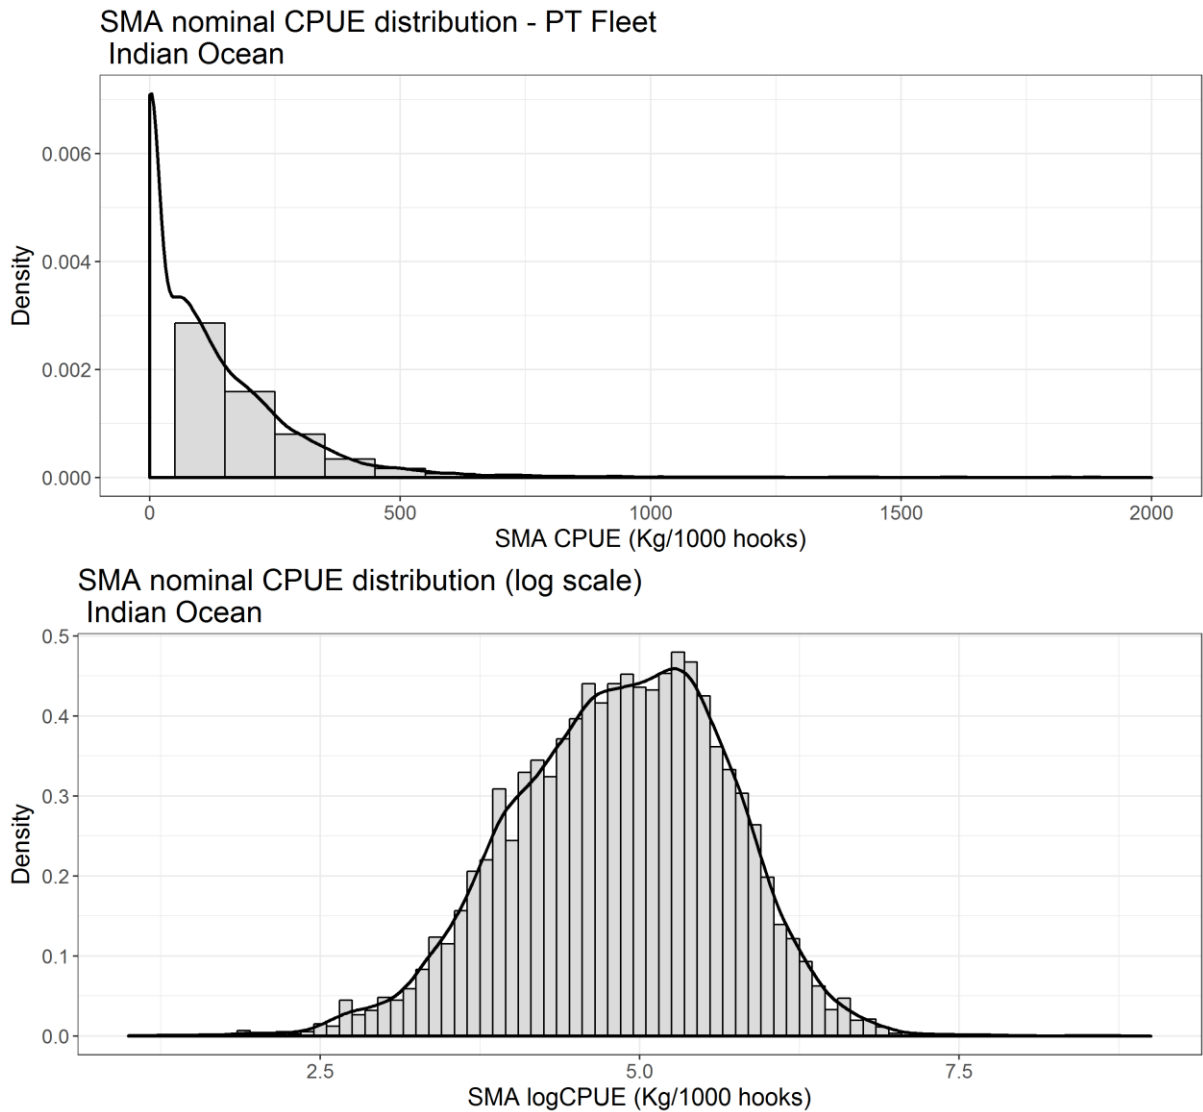 SMA nominal CPUE distribution - PT Fleet
Indian Ocean
0.006
0.004
0.002
0.000
Density
0
500
1000
1500
2000
SMA CPUE (Kg/1000 hooks)
SMA nominal CPUE distribution (log scale)
Indian Ocean
0.5
0.4
0.3
0.2
0.1
0.0
Density
2.5
5.0
7.5
SMA logCPUE (Kg/1000 hooks)